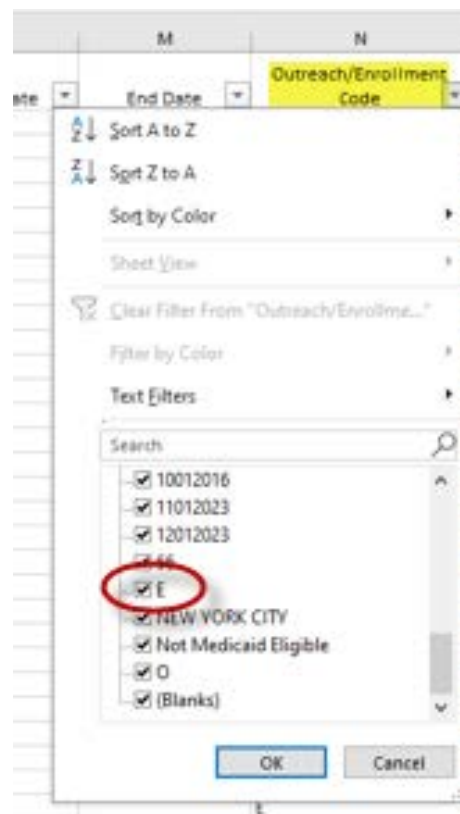 M N
ate End Date Outreach/Enrollment
Code
Sort A to Z
Sort Z to A
Sort by Color
Sheet View
Clear Filter From "Outreach/Enrollme..."
Filter by Color
Text Filters
Search
10012016
11012023
12012023
E
NEW YORK CITY
Not Medicaid Eligible
O
(Blanks)
OK Cancel
E